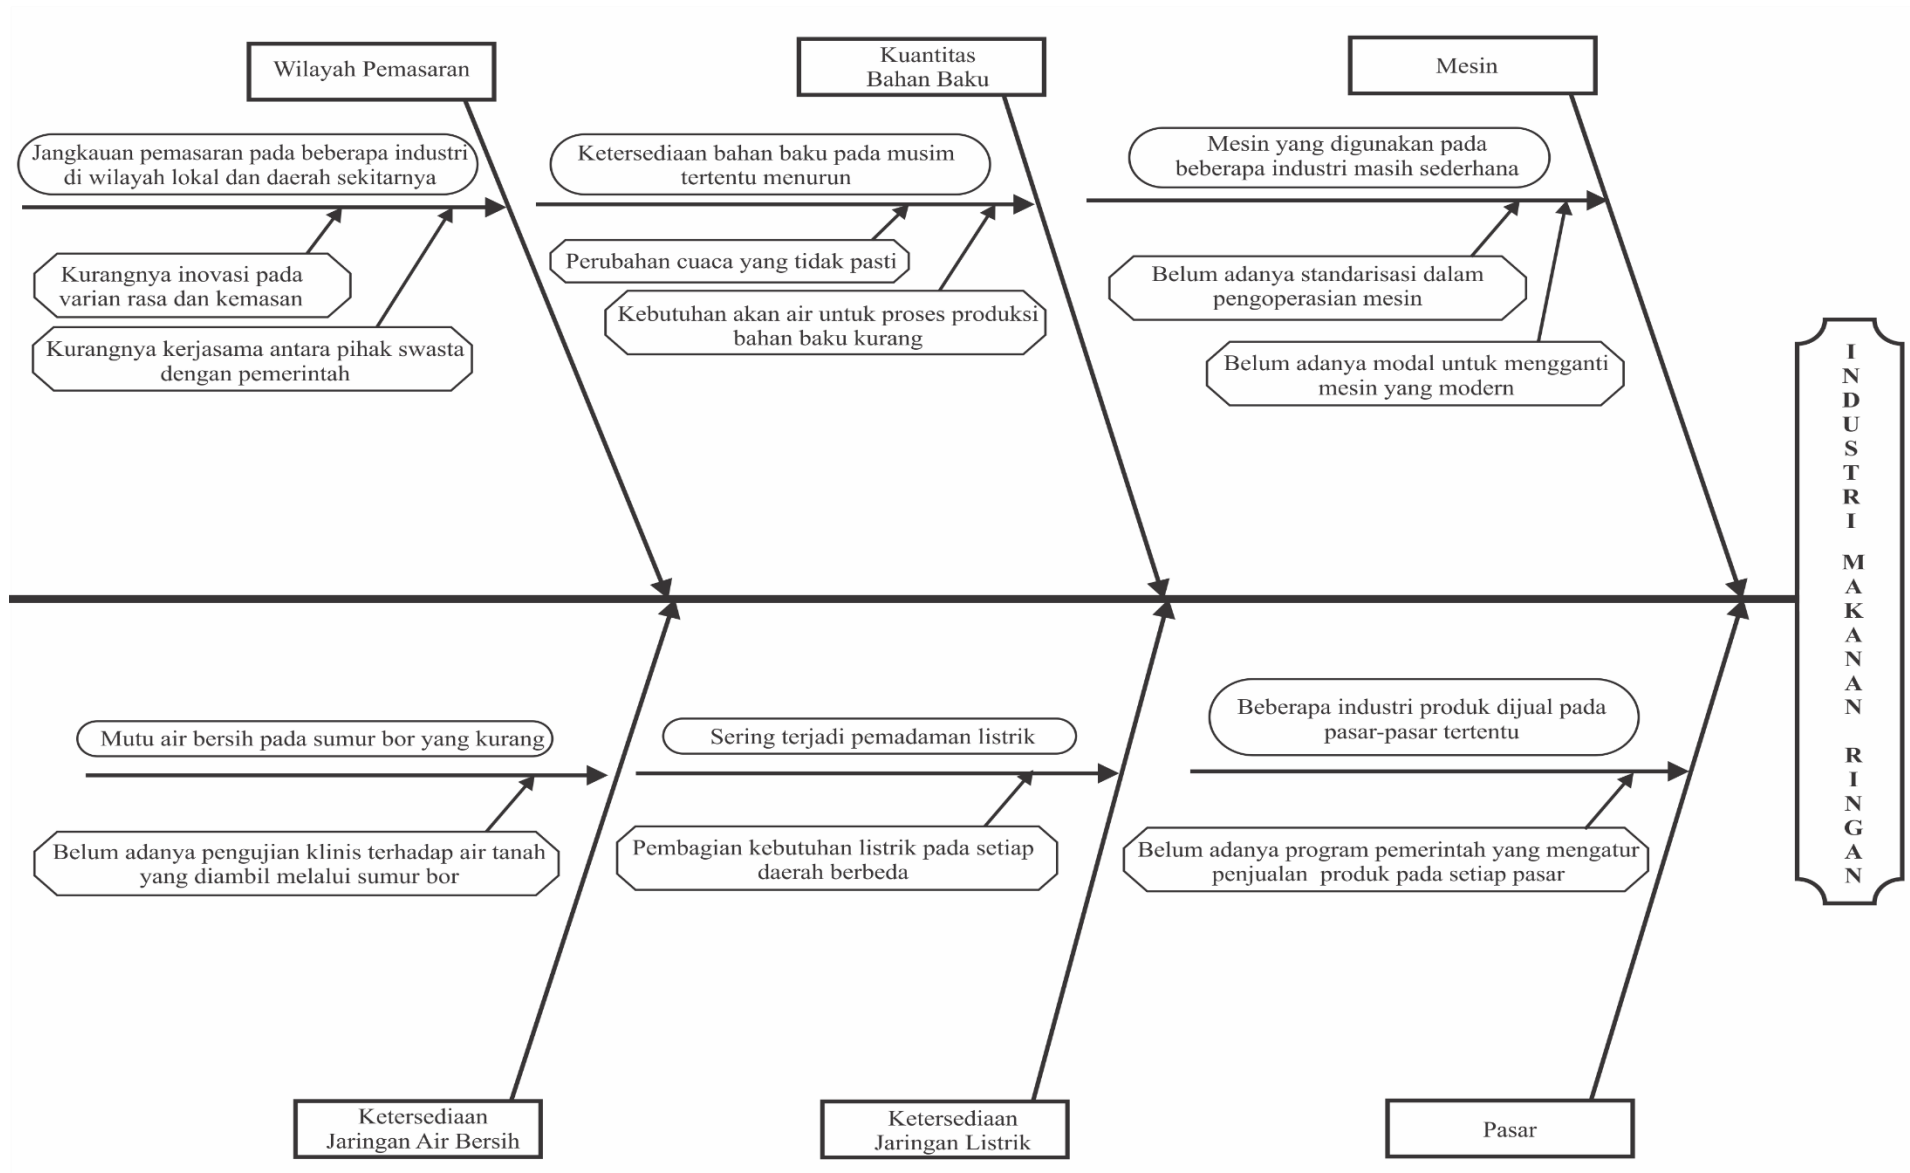 Wilayah Pemasaran
Kuantitas
Bahan Baku
Mesin
Jangkauan pemasaran pada beberapa industri
di wilayah lokal dan daerah sekitarnya
Kurangnya inovasi pada
varian rasa dan kemasan
Kurangnya kerjasama antara pihak swasta
dengan pemerintah
Ketersediaan bahan baku pada musim
tertentu menurun
Perubahan cuaca yang tidak pasti
Kebutuhan akan air untuk proses produksi
bahan baku kurang
Mesin yang digunakan pada
beberapa industri masih sederhana
Belum adanya standarisasi dalam
pengoperasian mesin
Belum adanya modal untuk mengganti
mesin yang modern
INDUSTRI MAKANAN RINGAN
Mutu air bersih pada sumur bor yang kurang
Belum adanya pengujian klinis terhadap air tanah
yang diambil melalui sumur bor
Sering terjadi pemadaman listrik
Pembagian kebutuhan listrik pada setiap
daerah berbeda
Beberapa industri produk dijual pada
pasar-pasar tertentu
Belum adanya program pemerintah yang mengatur
penjualan produk pada setiap pasar
Ketersediaan
Jaringan Air Bersih
Ketersediaan
Jaringan Listrik
Pasar